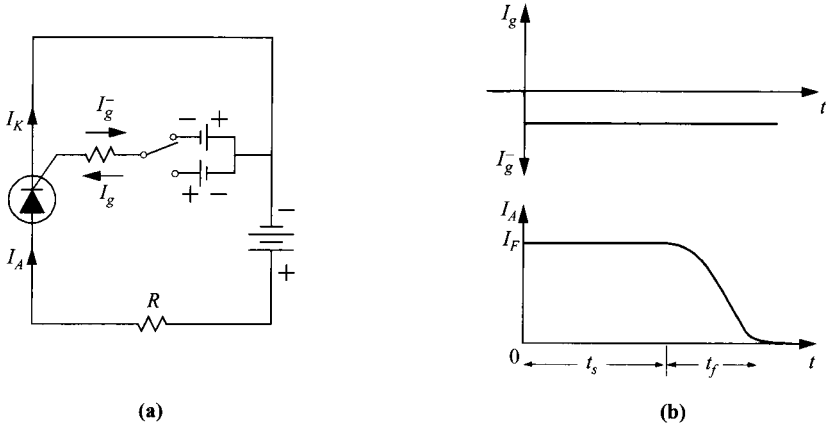 I_K
I_g^-
− +
+ −
I_g
I_A
−
+
R
(a)
I_g
t
I_g^-
I_A
I_F
0
t_s
t_f
t
(b)